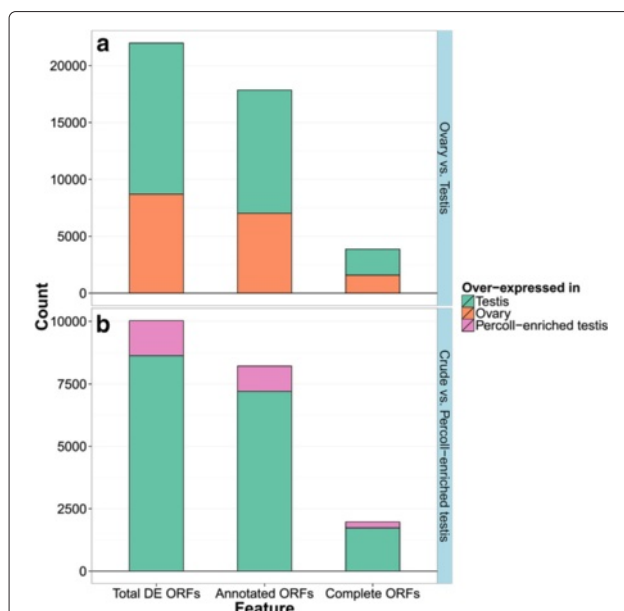 a
20000
15000
10000
5000
0
Ovary vs. Testis
Count
b
10000
7500
5000
2500
0
Crude vs. Percoll-enriched testis
Over-expressed in
Testis
Ovary
Percoll-enriched testis
Total DE ORFs
Annotated ORFs
Complete ORFs
Feature